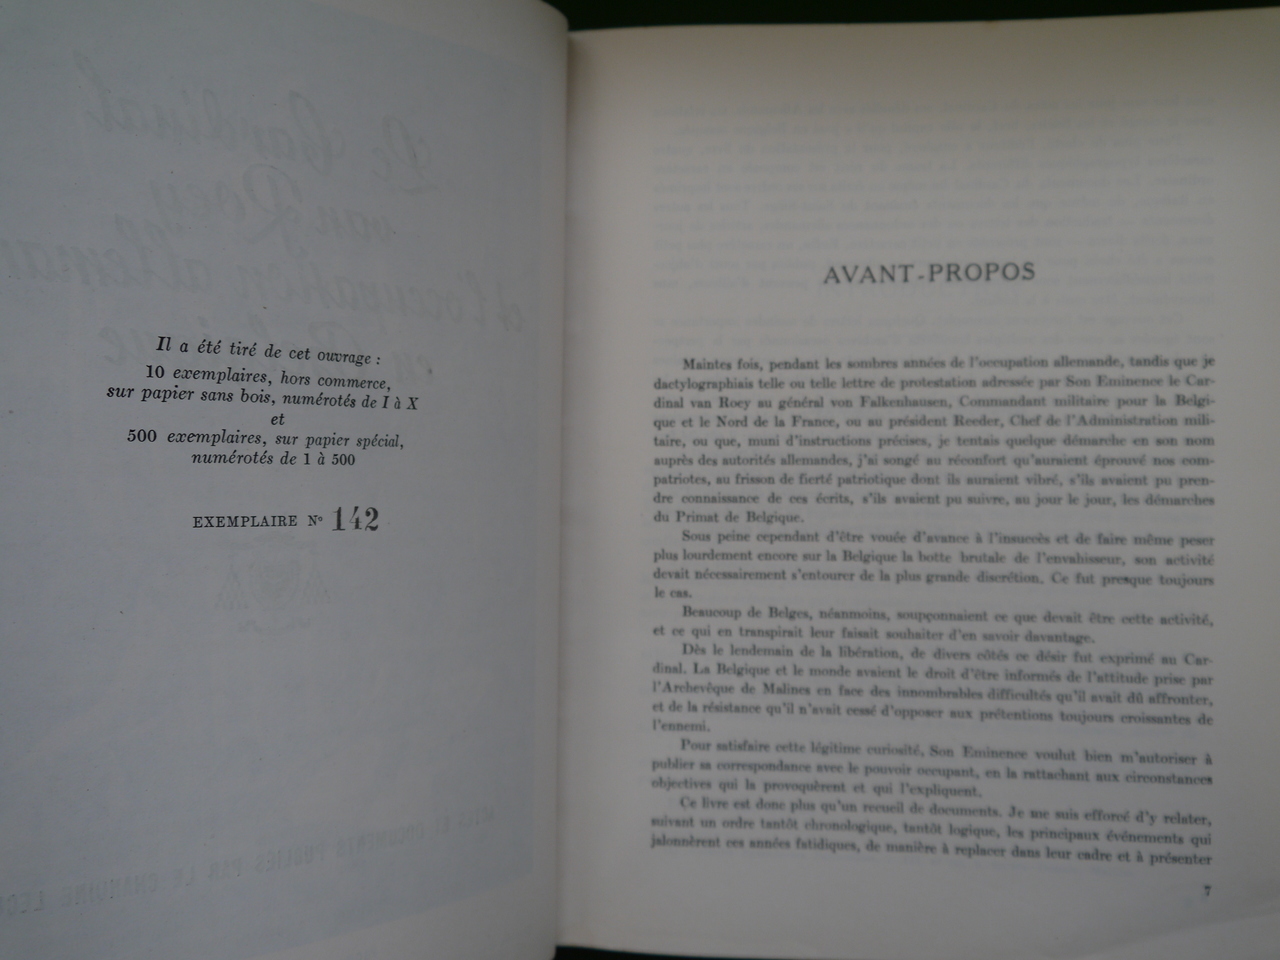 Il a été tiré de cet ouvrage :
10 exemplaires, hors commerce,
sur papier sans bois, numérotés de I à X
et
500 exemplaires, sur papier spécial,
numérotés de 1 à 500
EXEMPLAIRE N° 142
AVANT-PROPOS
Maintes fois, pendant les sombres années de l'occupation allemande, tandis que je
dactylographiais telle ou telle lettre de protestation adressée par Son Eminence le Car-
dinal van Roey au général von Falkenhausen, Commandant militaire pour la Belgi-
que et le Nord de la France, ou au président Reeder, Chef de l'Administration mili-
taire, ou que, muni d'instructions précises, je tentais quelque démarche en son nom
auprès des autorités allemandes, j'ai songé au réconfort qu'auraient éprouvé nos com-
patriotes, au frisson de fierté patriotique dont ils auraient vibré, s'ils avaient pu pren-
dre connaissance de ces écrits, s'ils avaient pu suivre, au jour le jour, les démarches
du Primat de Belgique.
Sous peine cependant d'être vouée d'avance à l'insuccès et de faire même peser
plus lourdement encore sur la Belgique la botte brutale de l'envahisseur, son activité
devait nécessairement s'entourer de la plus grande discrétion. Ce fut presque toujours
le cas.
Beaucoup de Belges, néanmoins, soupçonnaient ce que devait être cette activité,
et ce qui en transpirait leur faisait souhaiter d'en savoir davantage.
Dès le lendemain de la libération, de divers côtés ce désir fut exprimé au Car-
dinal. La Belgique et le monde avaient le droit d'être informés de l'attitude prise par
l'Archevêque de Malines en face des innombrables difficultés qu'il avait dû affronter,
et de la résistance qu'il n'avait cessé d'opposer aux prétentions toujours croissantes de
l'ennemi.
Pour satisfaire cette légitime curiosité, Son Eminence voulut bien m'autoriser à
publier sa correspondance avec le pouvoir occupant, en la rattachant aux circonstances
objectives qui la provoquèrent et qui l'expliquent.
Ce livre est donc plus qu'un recueil de documents. Je me suis efforcé d'y relater,
suivant un ordre tantôt chronologique, tantôt logique, les principaux événements qui
jalonnèrent ces années fatidiques, de manière à replacer dans leur cadre et à présenter
7